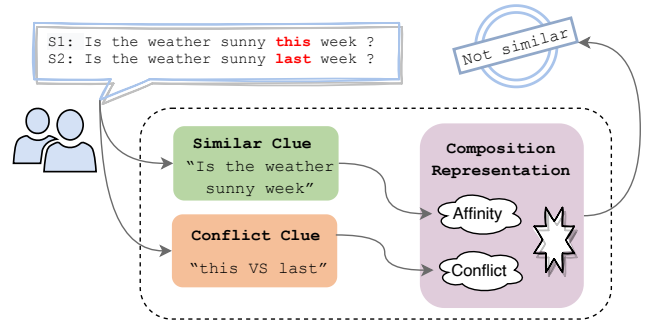 S1: Is the weather sunny this week ?
S2: Is the weather sunny last week ?
Not similar
Similar Clue
“Is the weather
sunny week”
Conflict Clue
“this VS last”
Composition
Representation
Affinity
Conflict